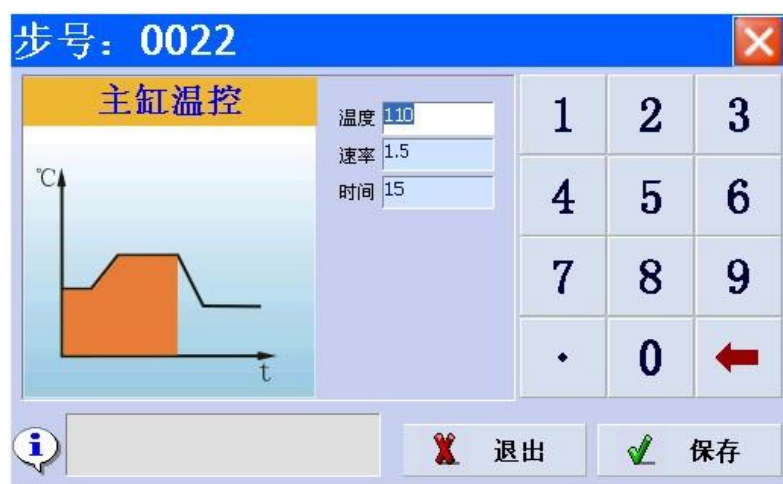 步号：0022
主缸温控
℃
t
温度 110
速率 1.5
时间 15
1 2 3
4 5 6
7 8 9
· 0
退出 保存